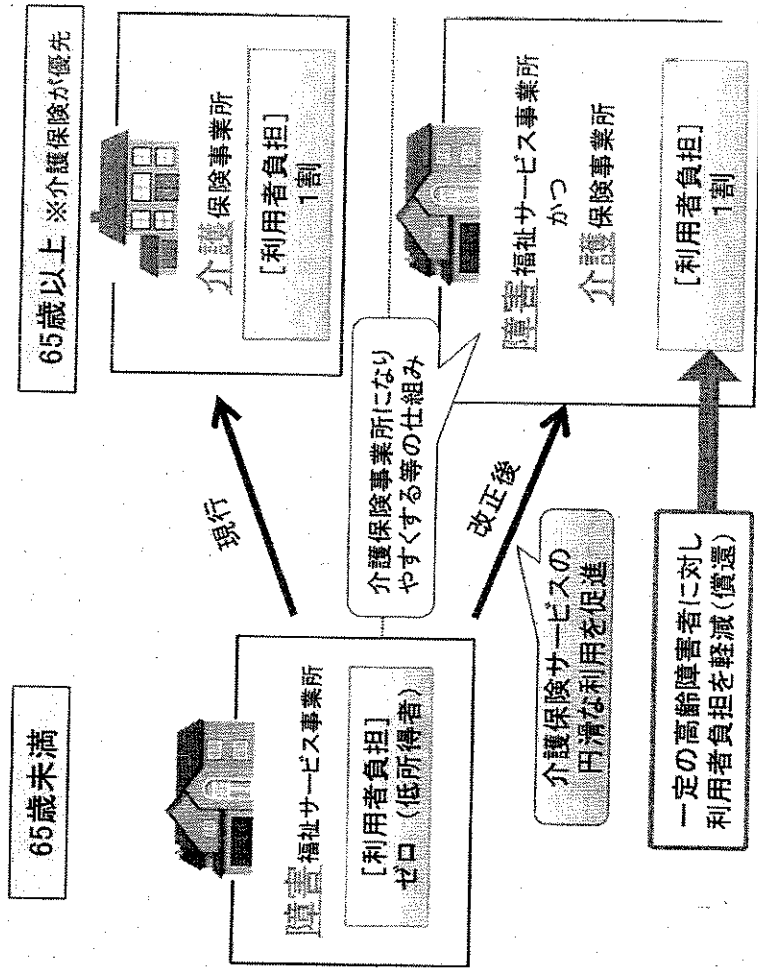 65歳未満
障害福祉サービス事業所
[利用者負担]
ゼロ（低所得者）
現行
65歳以上 ※介護保険が優先
介護保険事業所
[利用者負担]
1割
介護保険事業所になり
やすくする等の仕組み
改正後
介護保険サービスの
円滑な利用を促進
障害福祉サービス事業所
かつ
介護保険事業所
[利用者負担]
1割
一定の高齢障害者に対し
利用者負担を軽減（償還）